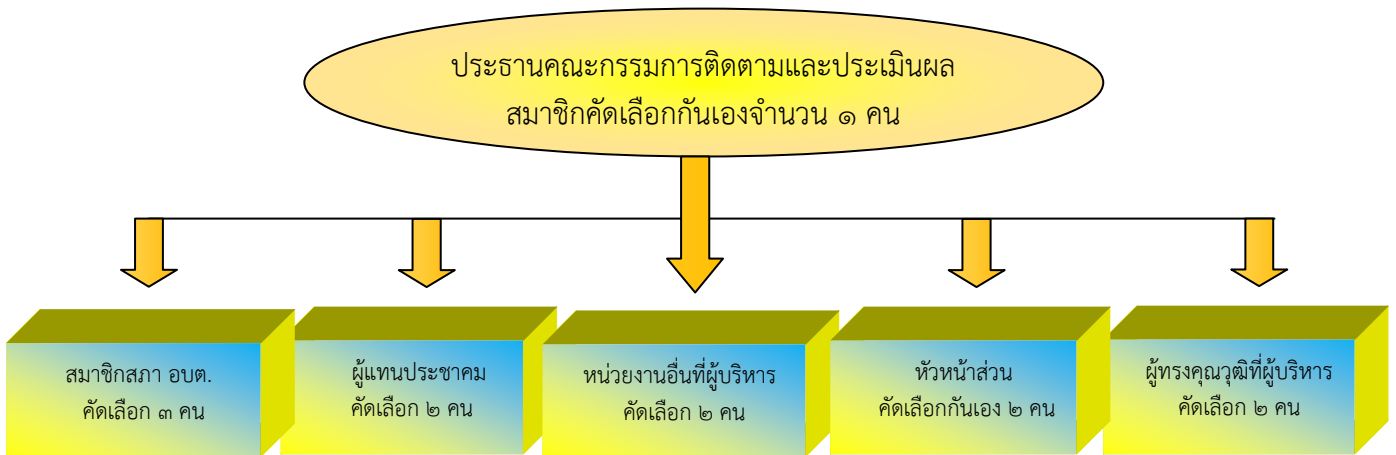 ประธานคณะกรรมการติดตามและประเมินผล
สมาชิกคัดเลือกกันเองจำนวน ๑ คน
สมาชิกสภา อบต.
คัดเลือก ๓ คน
ผู้แทนประชาคม
คัดเลือก ๒ คน
หน่วยงานอื่นที่ผู้บริหาร
คัดเลือก ๒ คน
หัวหน้าส่วน
คัดเลือกกันเอง ๒ คน
ผู้ทรงคุณวุฒิที่ผู้บริหาร
คัดเลือก ๒ คน